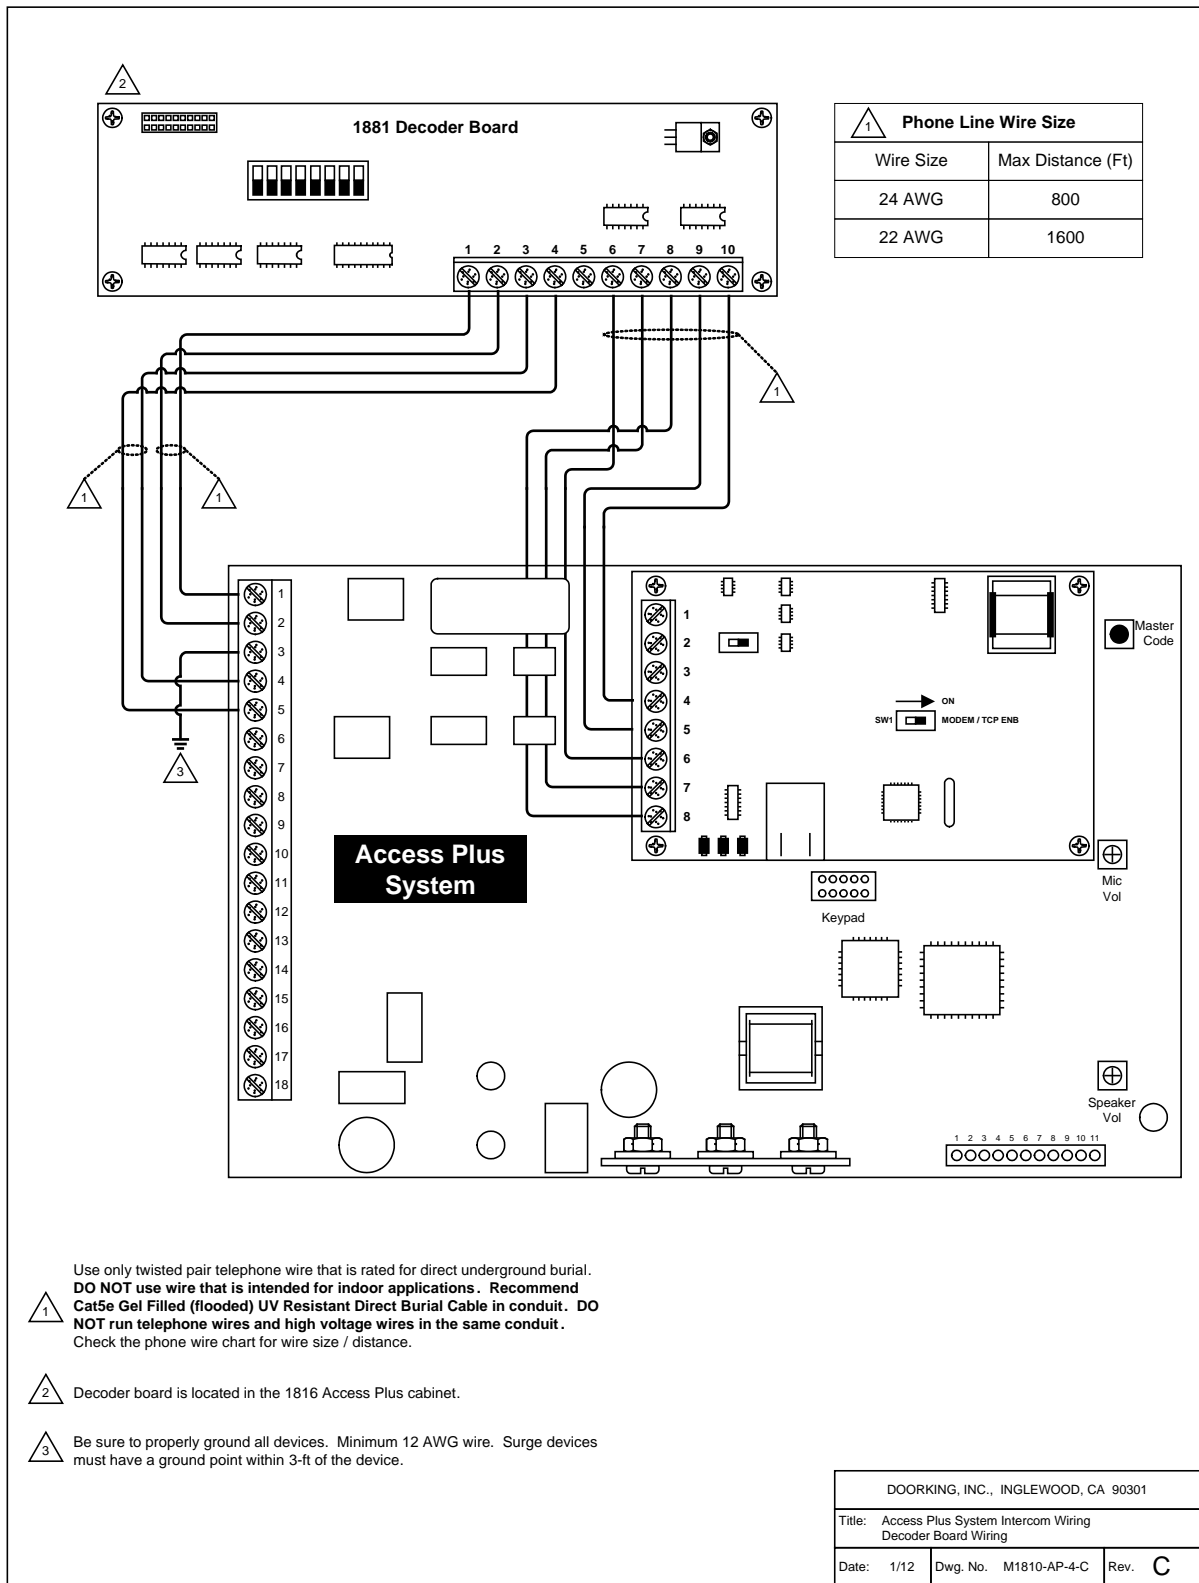 2
1881 Decoder Board
1 2 3 4 5 6 7 8 9 10
1 Phone Line Wire Size
Wire Size Max Distance (Ft)
24 AWG 800
22 AWG 1600
1
1
1
1
2
3
4
5
6
7
8
9
10
11
12
13
14
15
16
17
18
3
1
2
3
4
5
6
7
8
Master
Code
ON
SW1 MODEM / TCP ENB
Access Plus
System
Mic
Vol
Keypad
Speaker
Vol
1 2 3 4 5 6 7 8 9 10 11
1
Use only twisted pair telephone wire that is rated for direct underground burial.
DO NOT use wire that is intended for indoor applications. Recommend
Cat5e Gel Filled (flooded) UV Resistant Direct Burial Cable in conduit. DO
NOT run telephone wires and high voltage wires in the same conduit.
Check the phone wire chart for wire size / distance.
2 Decoder board is located in the 1816 Access Plus cabinet.
3
Be sure to properly ground all devices. Minimum 12 AWG wire. Surge devices
must have a ground point within 3-ft of the device.
DOORKING, INC., INGLEWOOD, CA 90301
Title: Access Plus System Intercom Wiring
Decoder Board Wiring
Date: 1/12 Dwg. No. M1810-AP-4-C Rev. C